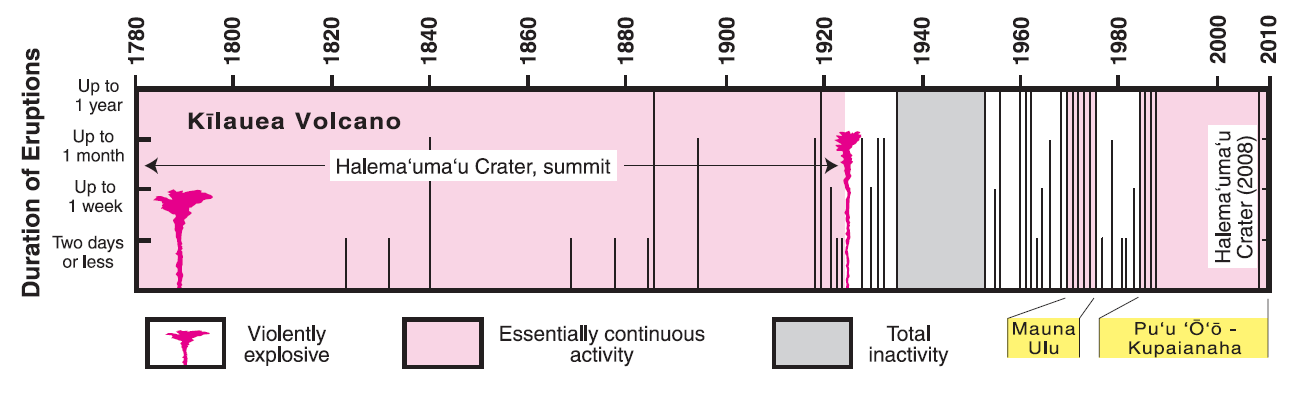 1780 1800 1820 1840 1860 1880 1900 1920 1940 1960 1980 2000 2010
Duration of Eruptions
Up to
1 year
Up to
1 month
Up to
1 week
Two days
or less
Kīlauea Volcano
Halemaʻumaʻu Crater, summit
Halemaʻumaʻu
Crater (2008)
Violently
explosive
Essentially continuous
activity
Total
inactivity
Mauna
Ulu
Puʻu ʻŌʻō -
Kupaianaha